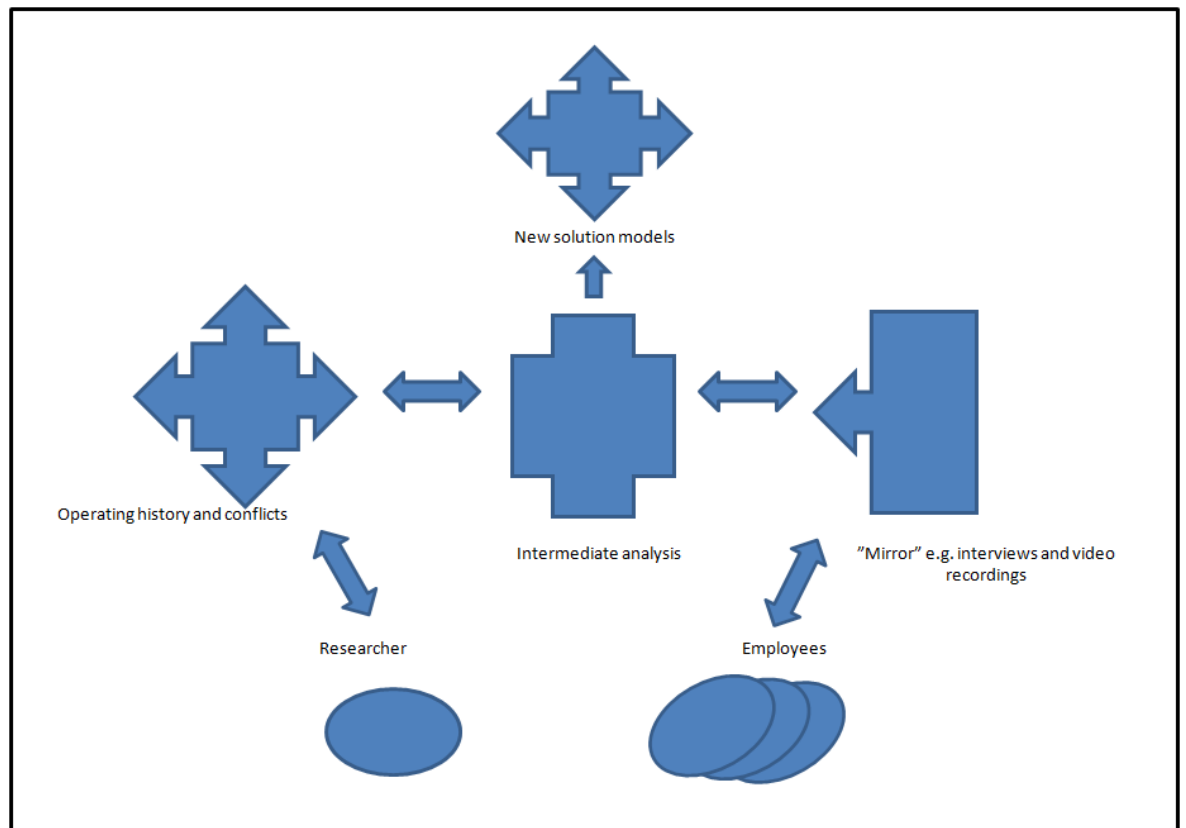 New solution models
Operating history and conflicts
Intermediate analysis
”Mirror” e.g. interviews and video
recordings
Researcher
Employees